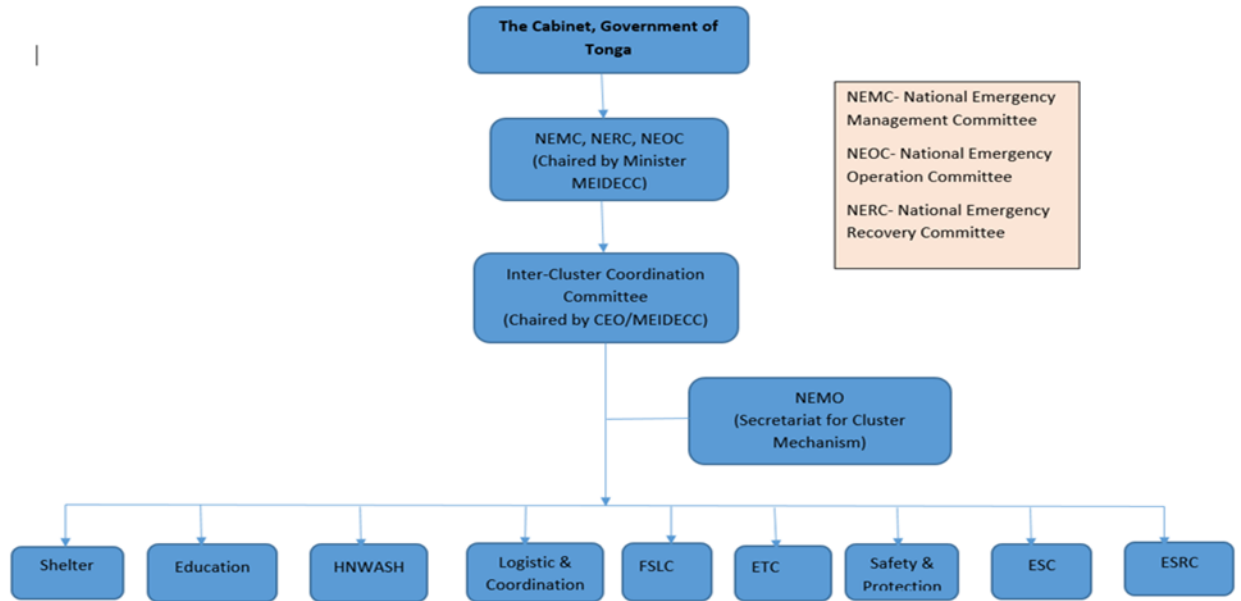 The Cabinet, Government of
Tonga
NEMC, NERC, NEOC
(Chaired by Minister
MEIDECC)
NEMC- National Emergency
Management Committee
NEOC- National Emergency
Operation Committee
NERC- National Emergency
Recovery Committee
Inter-Cluster Coordination
Committee
(Chaired by CEO/MEIDECC)
NEMO
(Secretariat for Cluster
Mechanism)
Shelter
Education
HNWASH
Logistic &
Coordination
FSLC
ETC
Safety &
Protection
ESC
ESRC